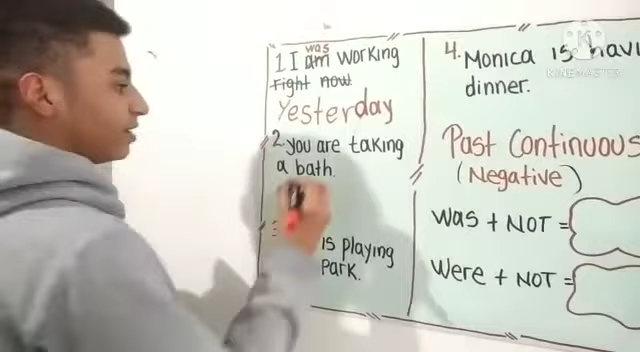 was
1 I am working
right now
Yesterday
2 you are taking
a bath.
is playing
park.
4. Monica is havi
dinner.
Past Continuous
(Negative)
Was + NOT =
Were + NOT =
KINEMASTER